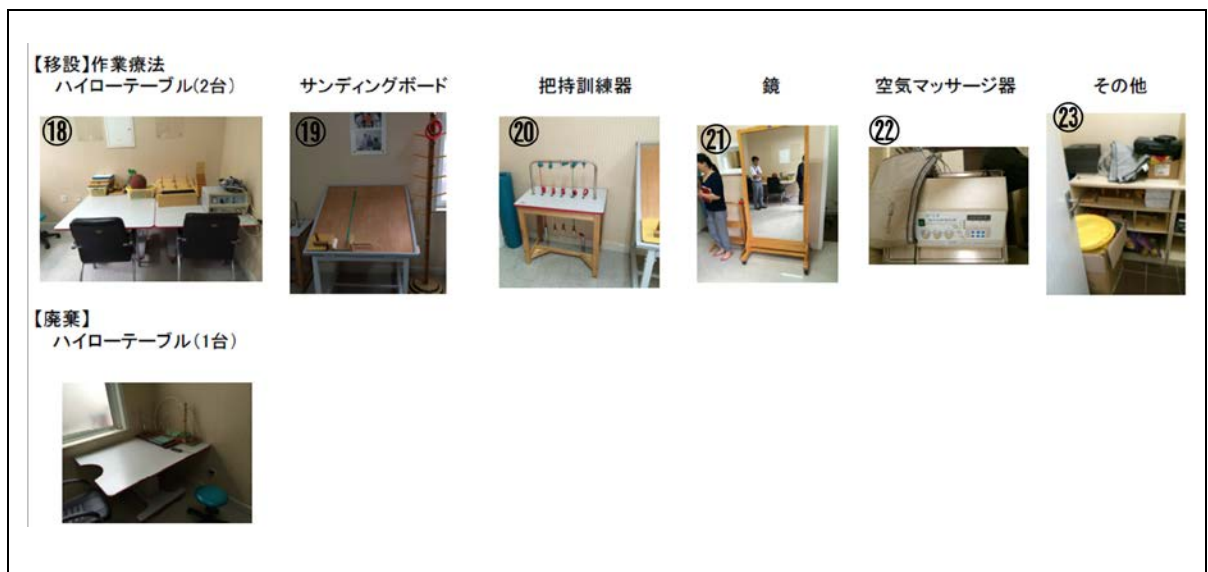 【移設】作業療法
ハイローテーブル(2台) サンディングボード 把持訓練器 鏡 空気マッサージ器 その他
⑱ ⑲ ⑳ ㉑ ㉒ ㉓
【廃棄】
ハイローテーブル(1台)